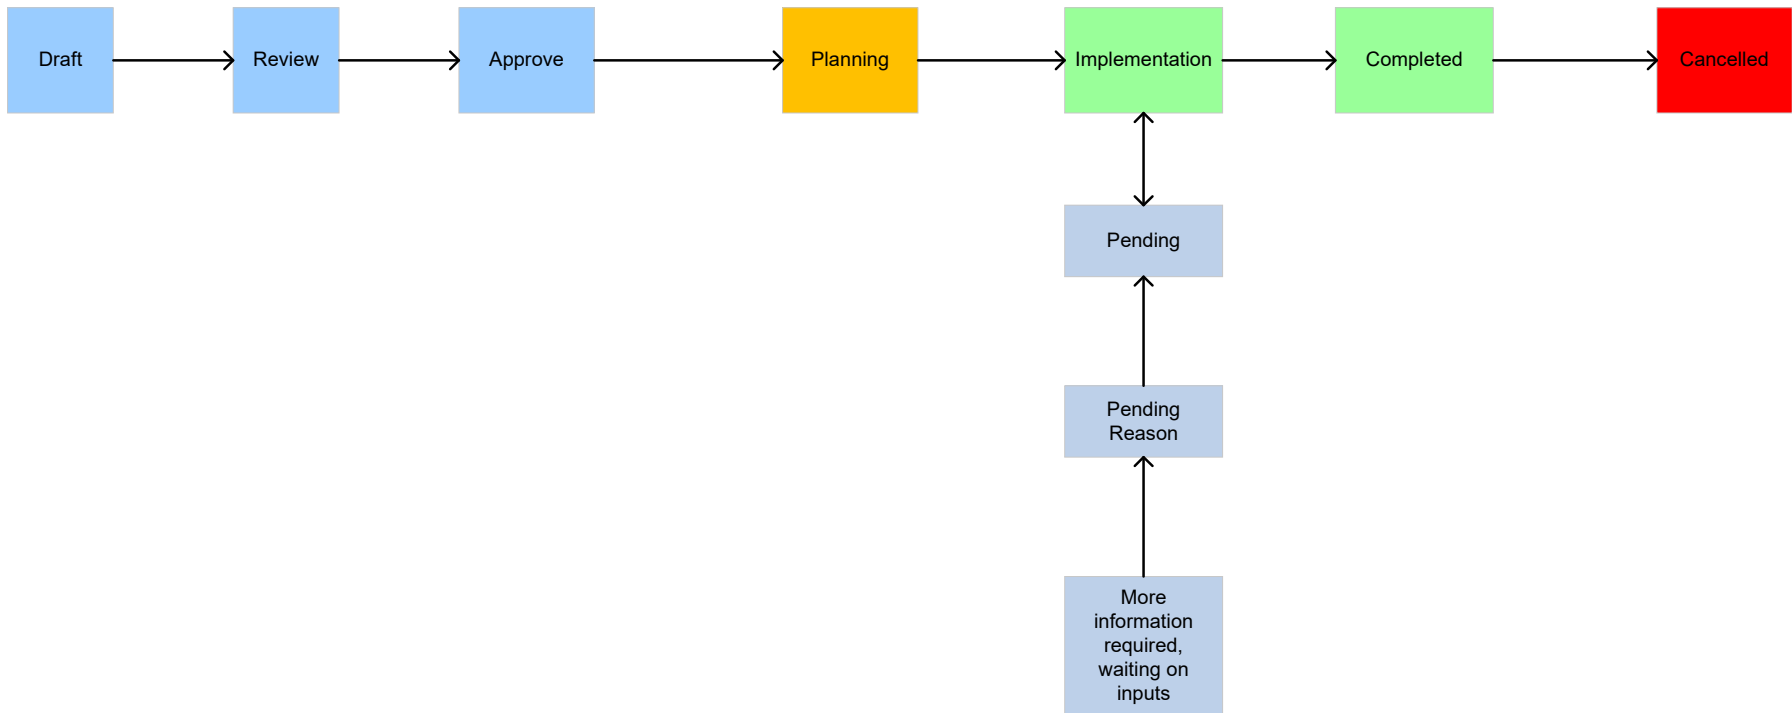 Draft
Review
Approve
Planning
Implementation
Completed
Cancelled
Pending
Pending
Reason
More
information
required,
waiting on
inputs